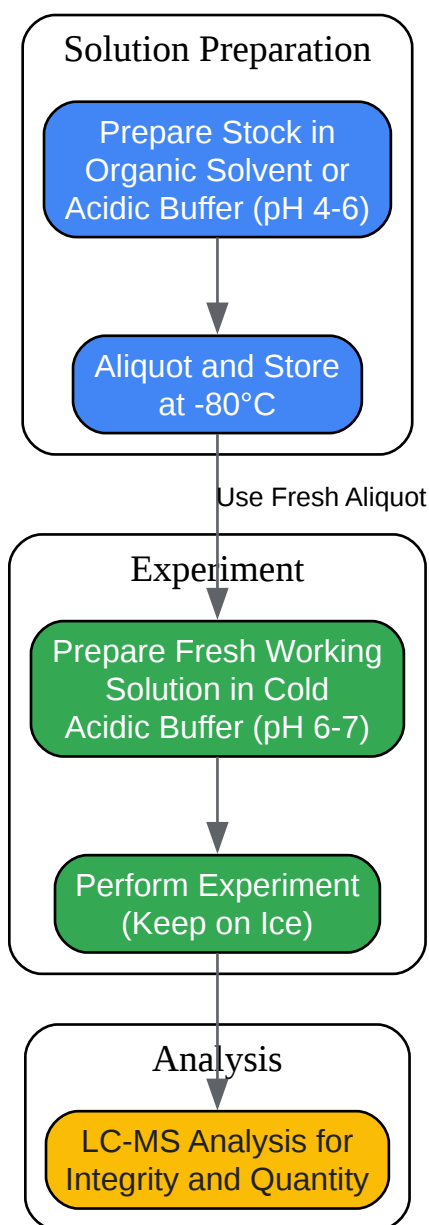 Solution Preparation
Prepare Stock in
Organic Solvent or
Acidic Buffer (pH 4-6)
Aliquot and Store
at -80°C
Use Fresh Aliquot
Experiment
Prepare Fresh Working
Solution in Cold
Acidic Buffer (pH 6-7)
Perform Experiment
(Keep on Ice)
Analysis
LC-MS Analysis for
Integrity and Quantity